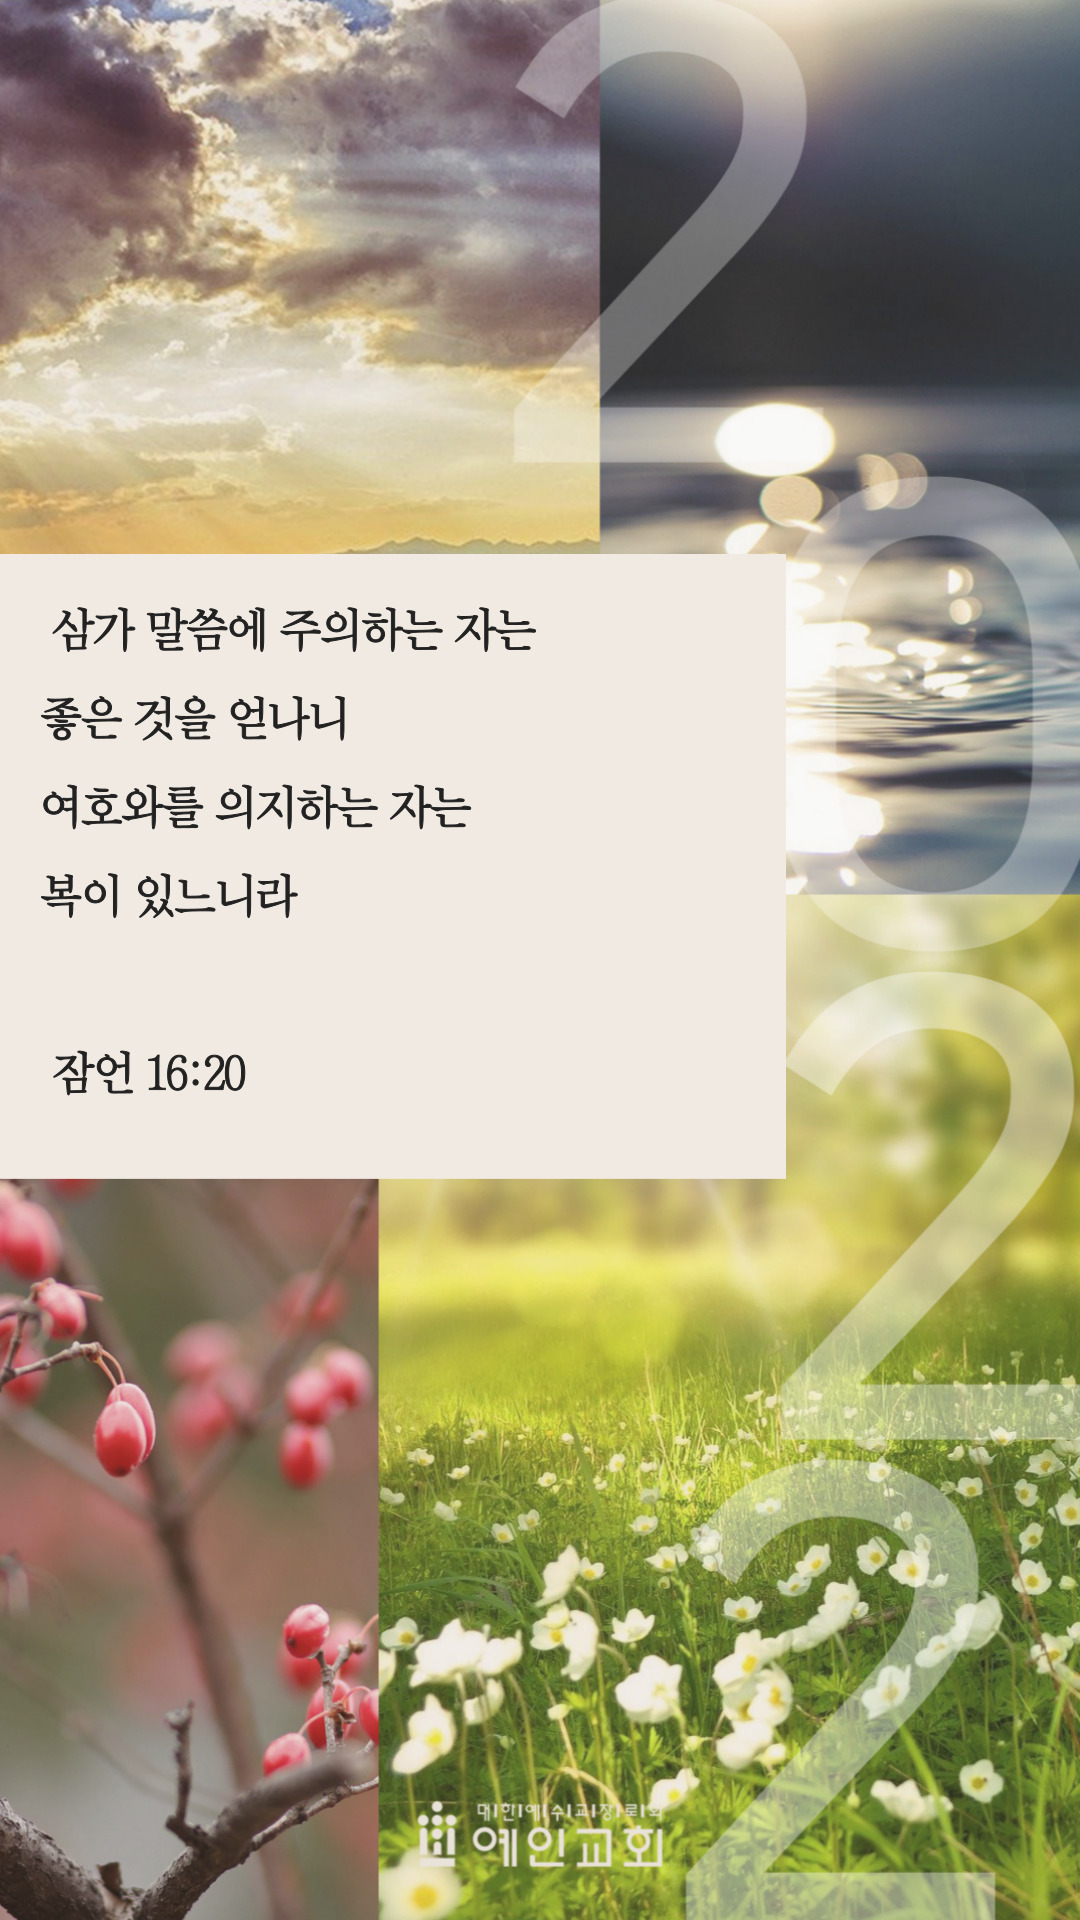 2
0
2
2
삼가 말씀에 주의하는 자는
좋은 것을 얻나니
여호와를 의지하는 자는
복이 있느니라
잠언 16:20
대한예수교장로회
예인교회